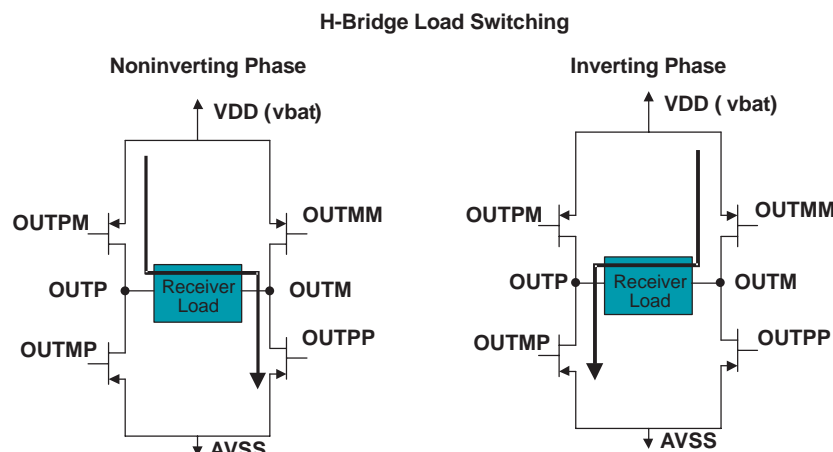 H-Bridge Load Switching
Noninverting Phase
VDD (vbat)
OUTPM
OUTMM
OUTP
Receiver
Load
OUTM
OUTMP
OUTPP
AVSS
Inverting Phase
VDD ( vbat)
OUTPM
OUTMM
OUTP
Receiver
Load
OUTM
OUTMP
OUTPP
AVSS